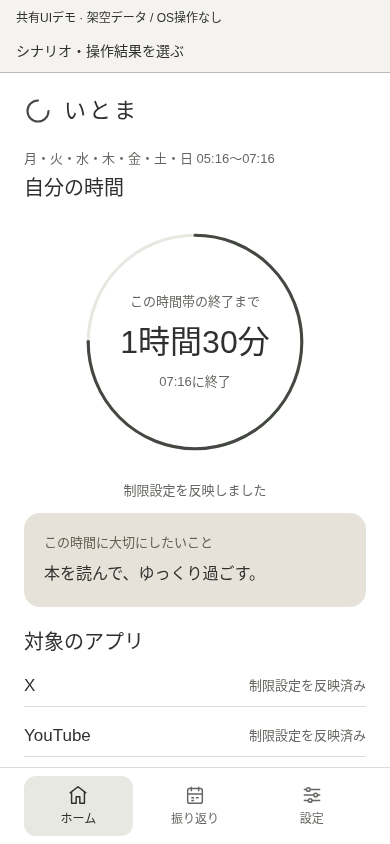 共有UIデモ · 架空データ / OS操作なし
シナリオ・操作結果を選ぶ
いとま
月・火・水・木・金・土・日 05:16〜07:16
自分の時間
この時間帯の終了まで
1時間30分
07:16に終了
制限設定を反映しました
この時間に大切にしたいこと
本を読んで、ゆっくり過ごす。
対象のアプリ
X 制限設定を反映済み
YouTube 制限設定を反映済み
ホーム 振り返り 設定